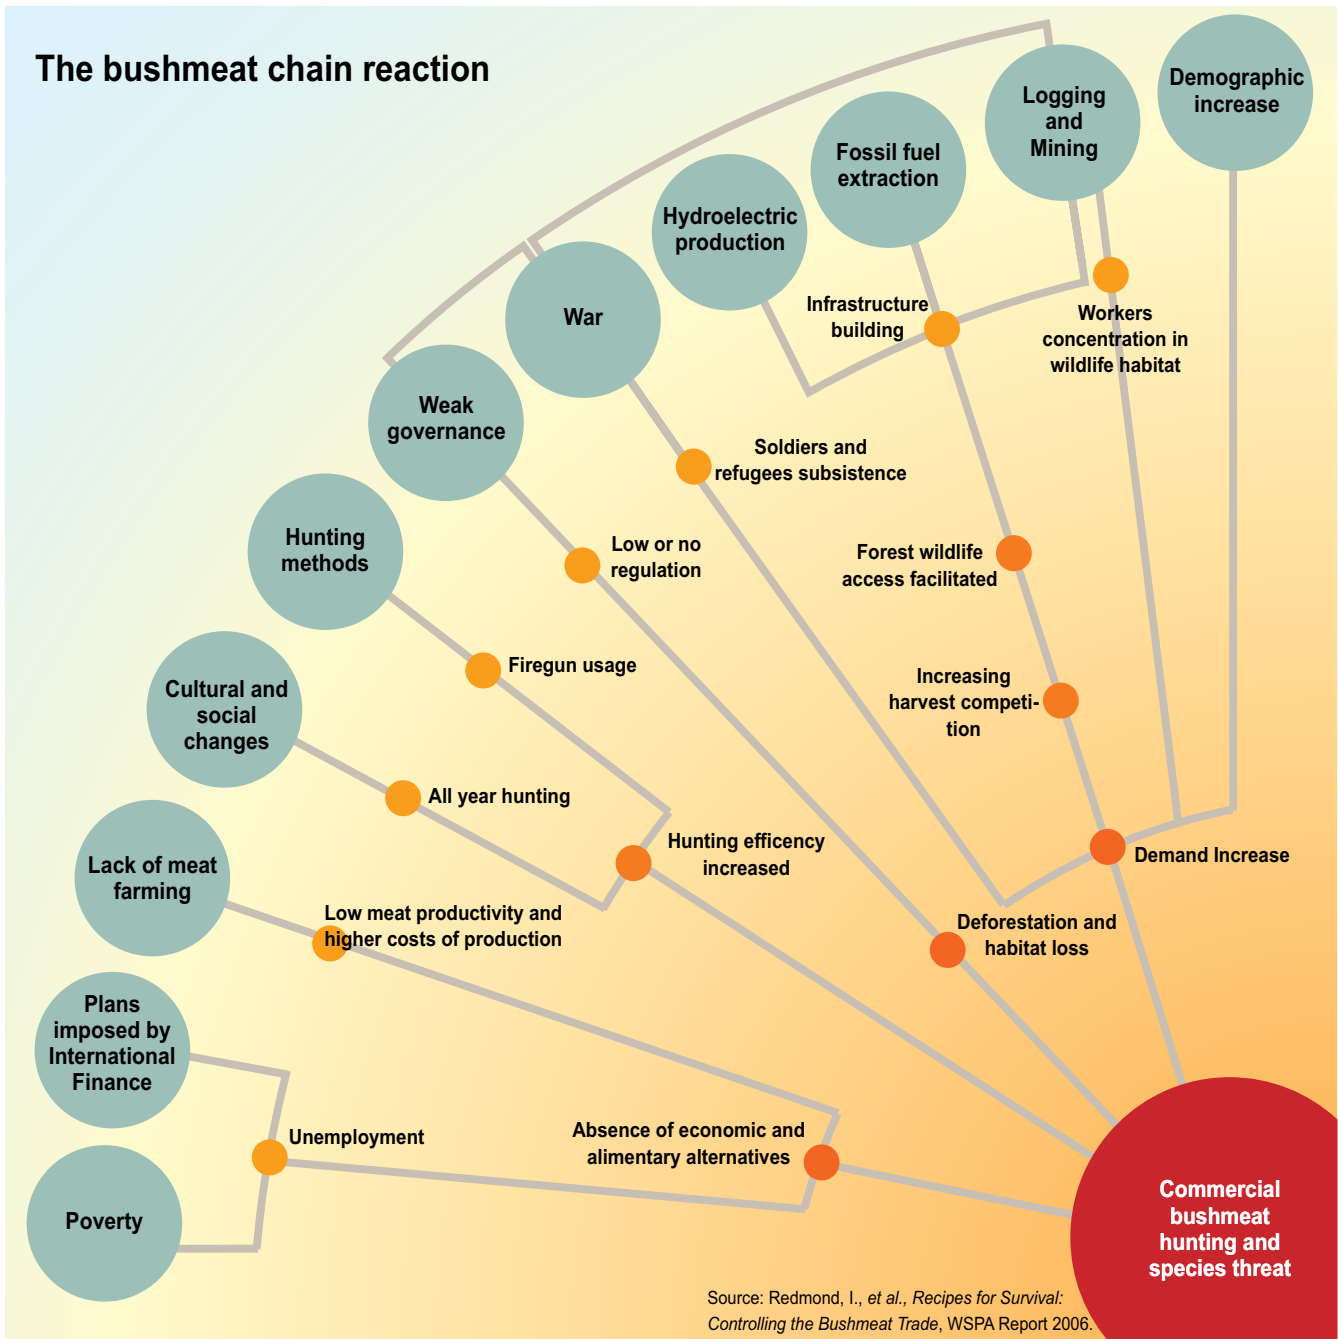 The bushmeat chain reaction
Demographic
increase
Logging
and
Mining
Fossil fuel
extraction
Hydroelectric
production
War
Weak
governance
Hunting
methods
Cultural and
social
changes
Lack of meat
farming
Plans
imposed by
International
Finance
Poverty
Infrastructure
building
Workers
concentration in
wildlife habitat
Soldiers and
refugees subsistence
Low or no
regulation
Forest wildlife
access facilitated
Firegun usage
Increasing
harvest competi-
tion
All year hunting
Hunting efficency
increased
Demand Increase
Low meat productivity and
higher costs of production
Deforestation and
habitat loss
Unemployment
Absence of economic and
alimentary alternatives
Commercial
bushmeat
hunting and
species threat
Source: Redmond, I., et al., Recipes for Survival:
Controlling the Bushmeat Trade, WSPA Report 2006.